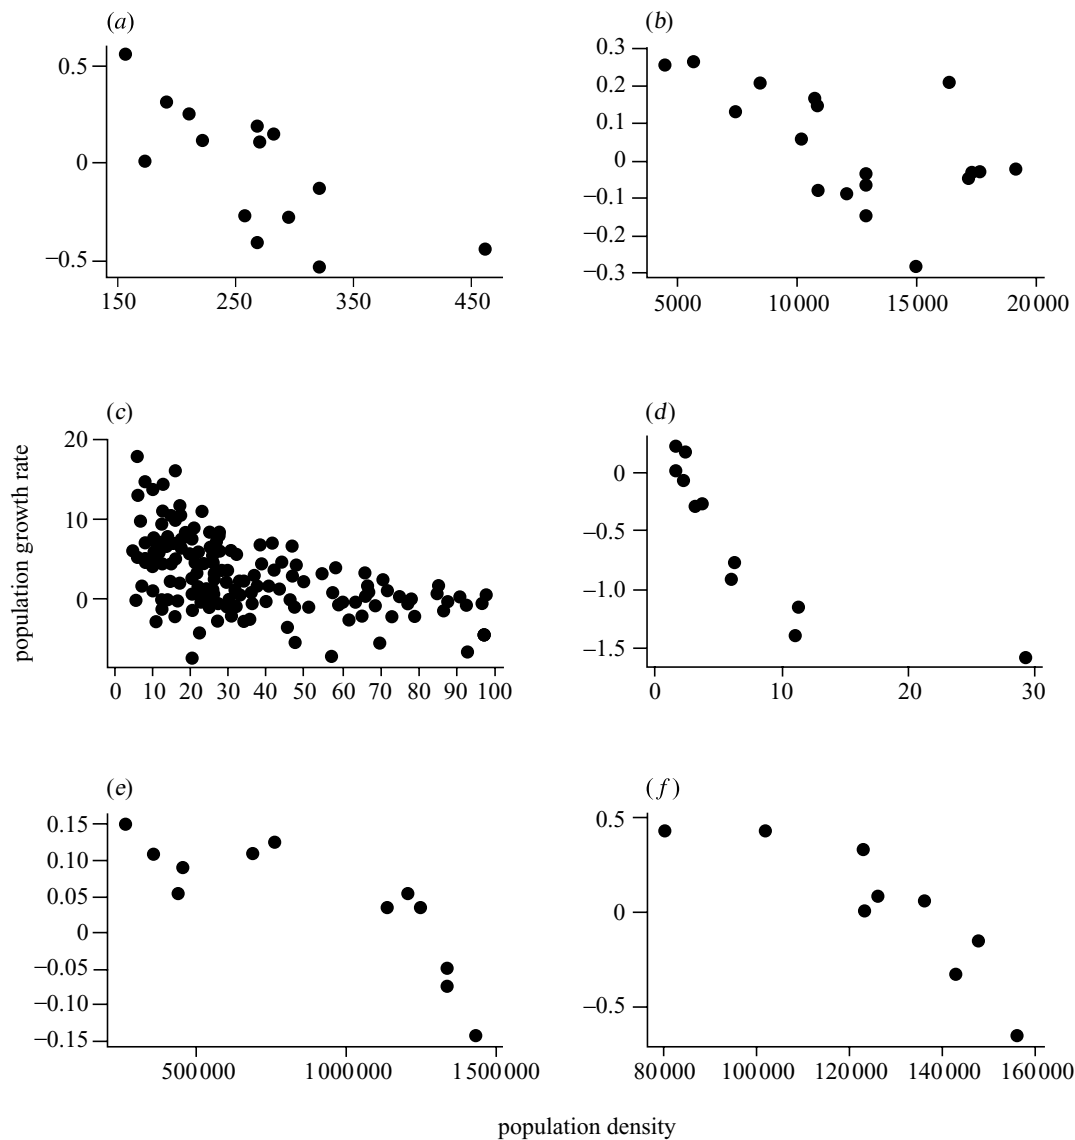 (a)
0.5
0
−0.5
150 250 350 450
(b)
0.3
0.2
0.1
0
−0.1
−0.2
−0.3
5000 10000 15000 20000
population growth rate
(c)
20
10
0
0 10 20 30 40 50 60 70 80 90 100
(d)
0
−0.5
−1.0
−1.5
0 10 20 30
(e)
0.15
0.10
0.05
0
−0.05
−0.10
−0.15
500000 1000000 1500000
(f)
0.5
0
−0.5
80000 100000 120000 140000 160000
population density